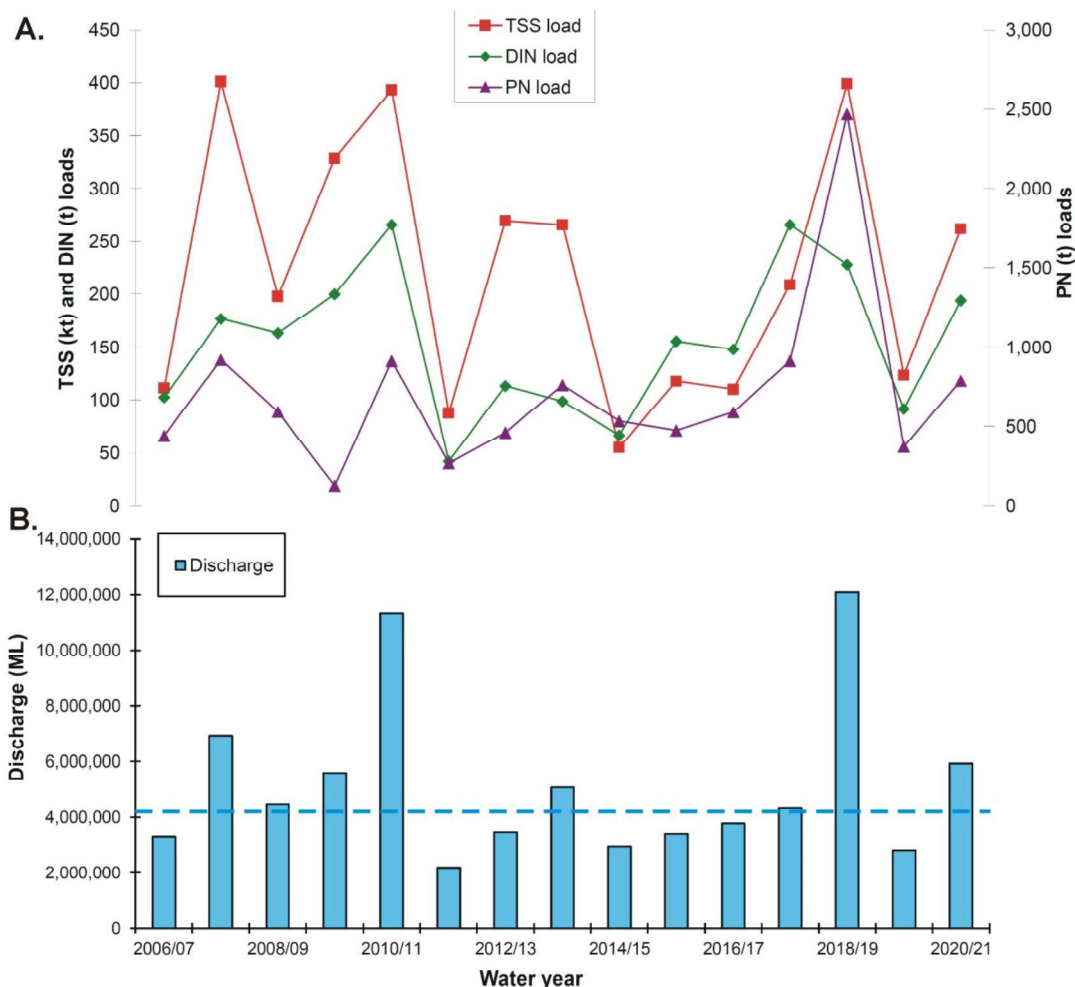 A.
TSS load
DIN load
PN load
TSS (kt) and DIN (t) loads
450
400
350
300
250
200
150
100
50
0
3,000
2,500
2,000
1,500
1,000
500
0
PN (t) loads
B.
Discharge
Discharge (ML)
14,000,000
12,000,000
10,000,000
8,000,000
6,000,000
4,000,000
2,000,000
0
2006/07 2008/09 2010/11 2012/13 2014/15 2016/17 2018/19 2020/21
Water year